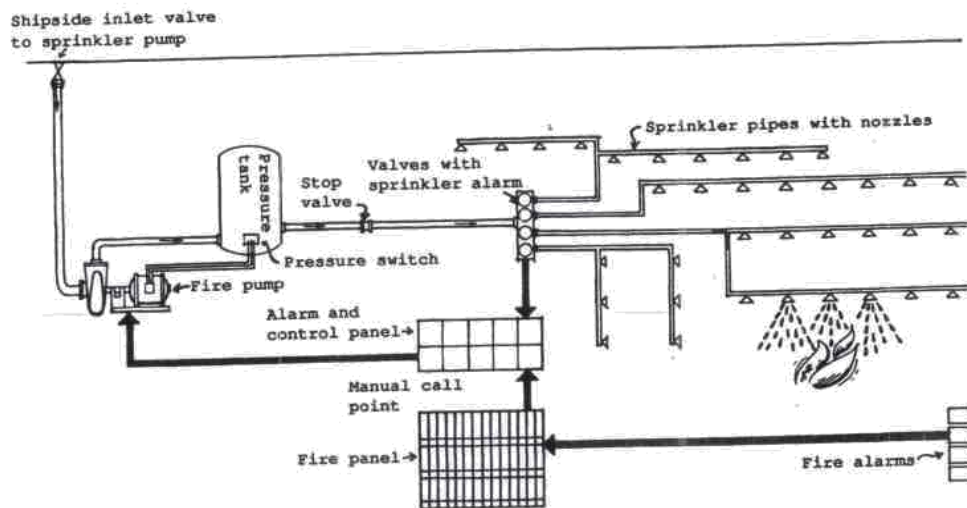 Shipside inlet valve
to sprinkler pump
Sprinkler pipes with nozzles
Valves with
sprinkler alarm
Pressure
tank
Stop
valve
Pressure switch
Fire pump
Alarm and
control panel
Manual call
point
Fire panel
Fire alarms